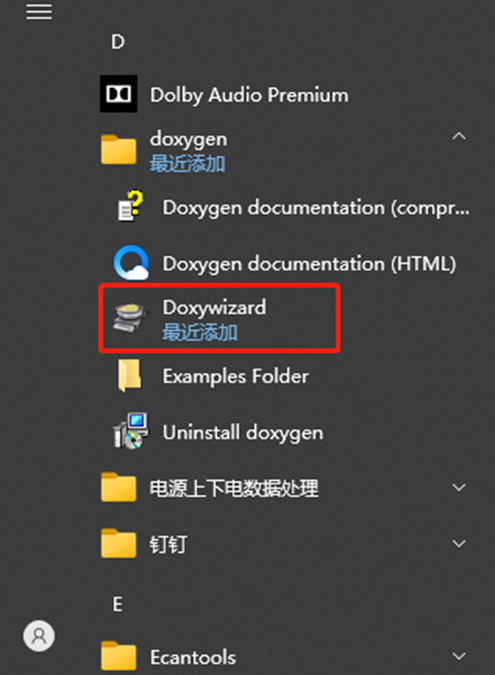 D
Dolby Audio Premium
doxygen
最近添加
Doxygen documentation (compr...
Doxygen documentation (HTML)
Doxywizard
最近添加
Examples Folder
Uninstall doxygen
电源上下电数据处理
钉钉
E
Ecantools